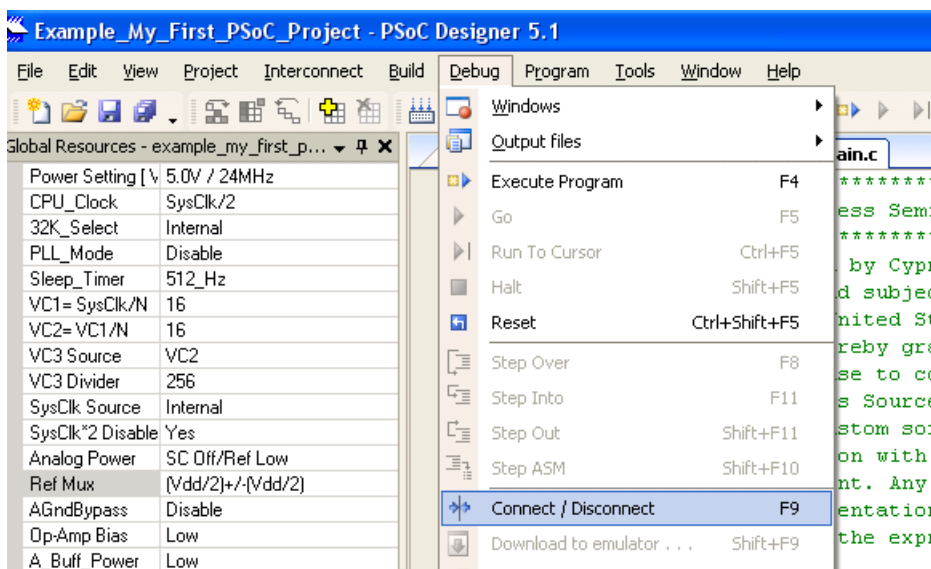 Example_My_First_PSoC_Project - PSoC Designer 5.1
File Edit View Project Interconnect Build Debug Program Tools Window Help
Global Resources - example_my_first_p...
Power Setting [ V 5.0V / 24MHz
CPU_Clock SysClk/2
32K_Select Internal
PLL_Mode Disable
Sleep_Timer 512_Hz
VC1= SysClk/N 16
VC2= VC1/N 16
VC3 Source VC2
VC3 Divider 256
SysClk Source Internal
SysClk*2 Disable Yes
Analog Power SC Off/Ref Low
Ref Mux (Vdd/2)+/-(Vdd/2)
AGndBypass Disable
Op-Amp Bias Low
A_Buff_Power Low
Windows
Output files
Execute Program F4
Go F5
Run To Cursor Ctrl+F5
Halt Shift+F5
Reset Ctrl+Shift+F5
Step Over F8
Step Into F11
Step Out Shift+F11
Step ASM Shift+F10
Connect / Disconnect F9
Download to emulator . . . Shift+F9
ain.c
********
ess Sem
********
by Cyp
d subjec
nited St
reby gra
se to co
s Source
stom so
on with
nt. Any
entation
the exp